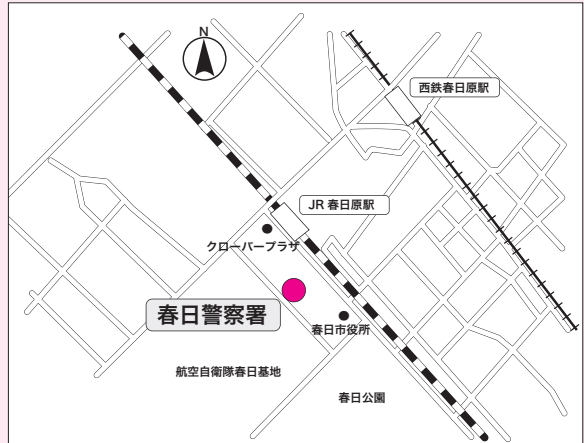 N
西鉄春日原駅
JR 春日原駅
クローバープラザ
春日警察署
春日市役所
航空自衛隊春日基地
春日公園